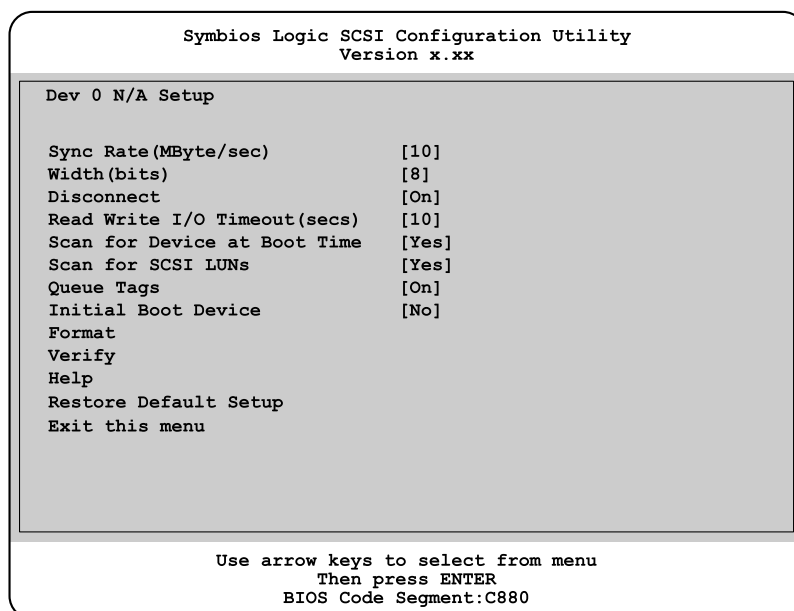 Symbios Logic SCSI Configuration Utility
Version x.xx
Dev 0 N/A Setup
Sync Rate(MByte/sec) [10]
Width(bits) [8]
Disconnect [On]
Read Write I/O Timeout(secs) [10]
Scan for Device at Boot Time [Yes]
Scan for SCSI LUNs [Yes]
Queue Tags [On]
Initial Boot Device [No]
Format
Verify
Help
Restore Default Setup
Exit this menu
Use arrow keys to select from menu
Then press ENTER
BIOS Code Segment:C880